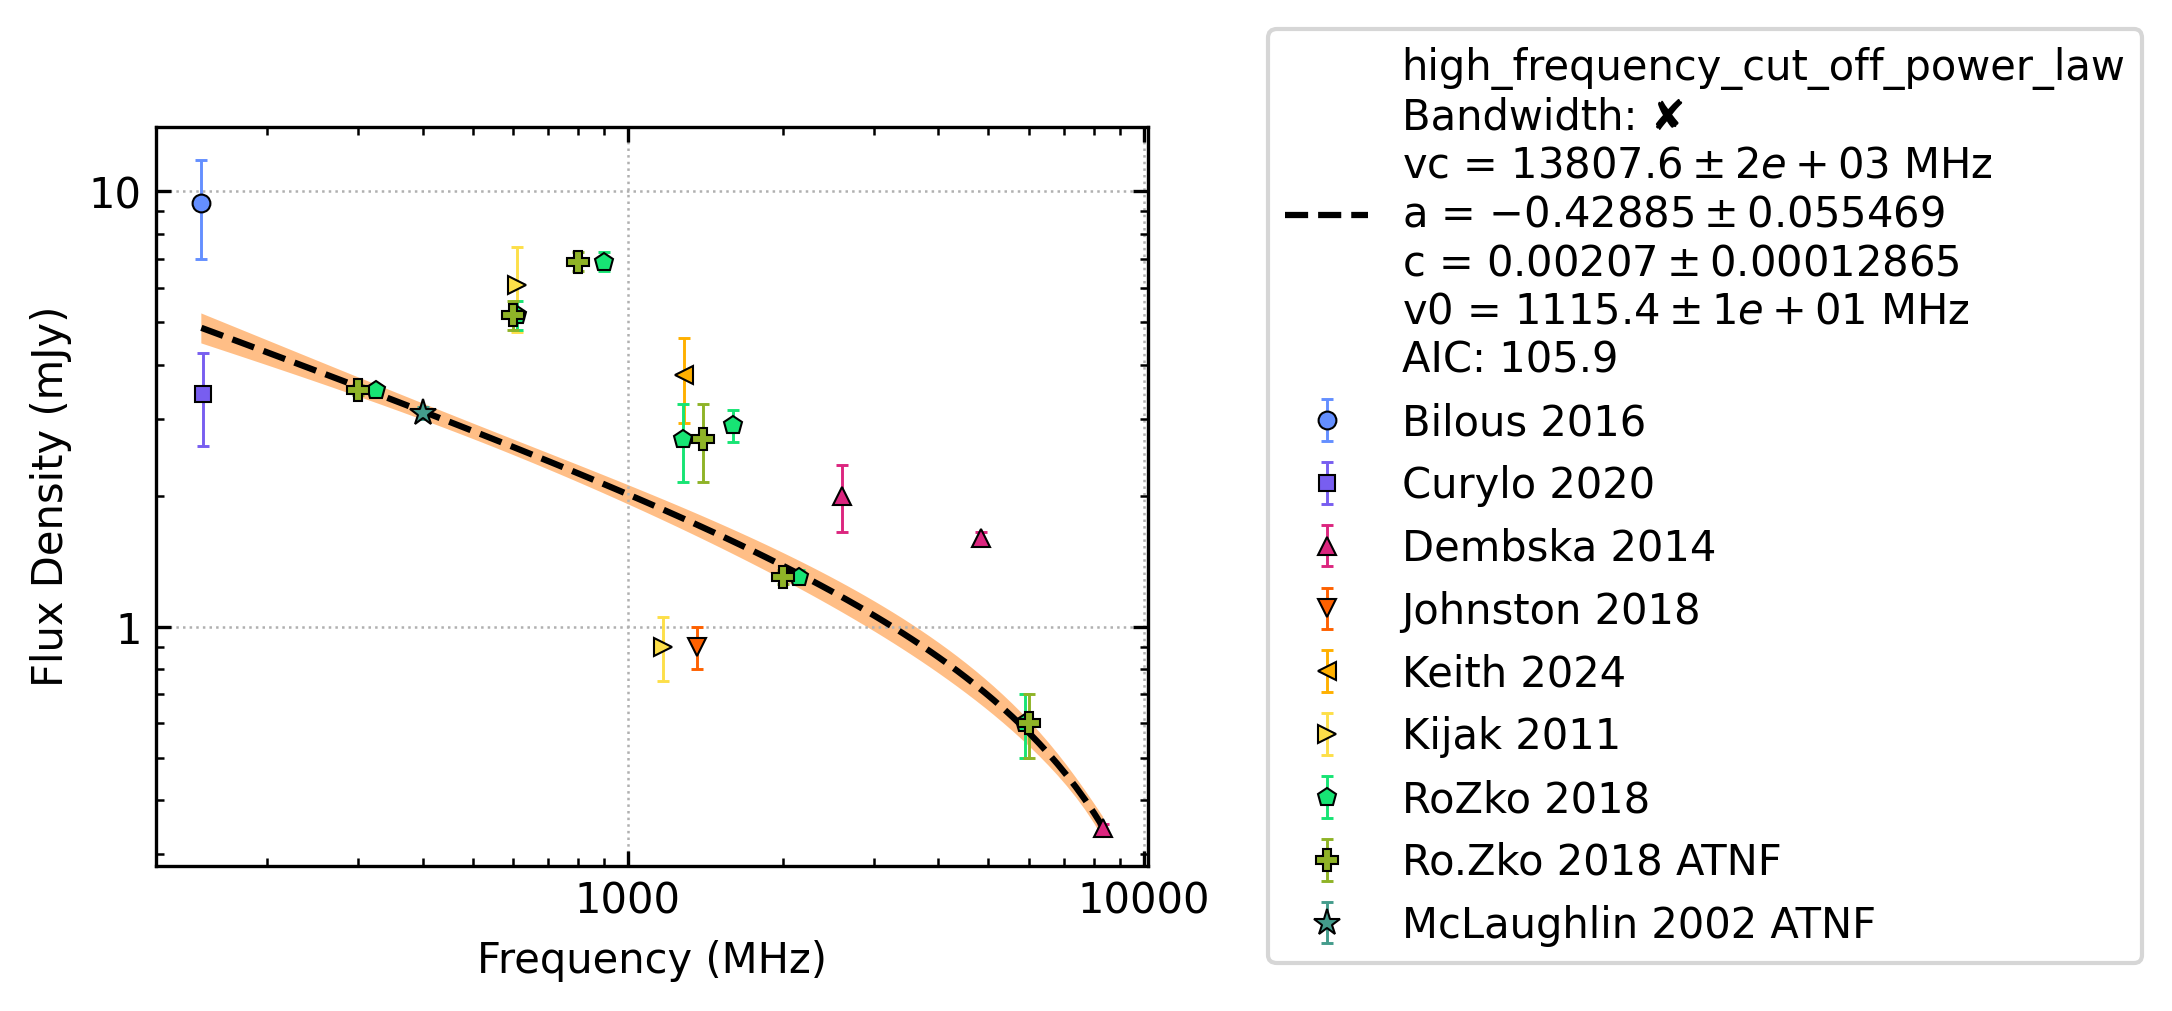 high_frequency_cut_off_power_law
Bandwidth: ✘
vc = 13807.6 ± 2e + 03 MHz
a = −0.42885 ± 0.055469
c = 0.00207 ± 0.00012865
v0 = 1115.4 ± 1e + 01 MHz
AIC: 105.9
Bilous 2016
Curylo 2020
Dembska 2014
Johnston 2018
Keith 2024
Kijak 2011
RoZko 2018
Ro.Zko 2018 ATNF
McLaughlin 2002 ATNF
Flux Density (mJy)
10
1
1000
10000
Frequency (MHz)